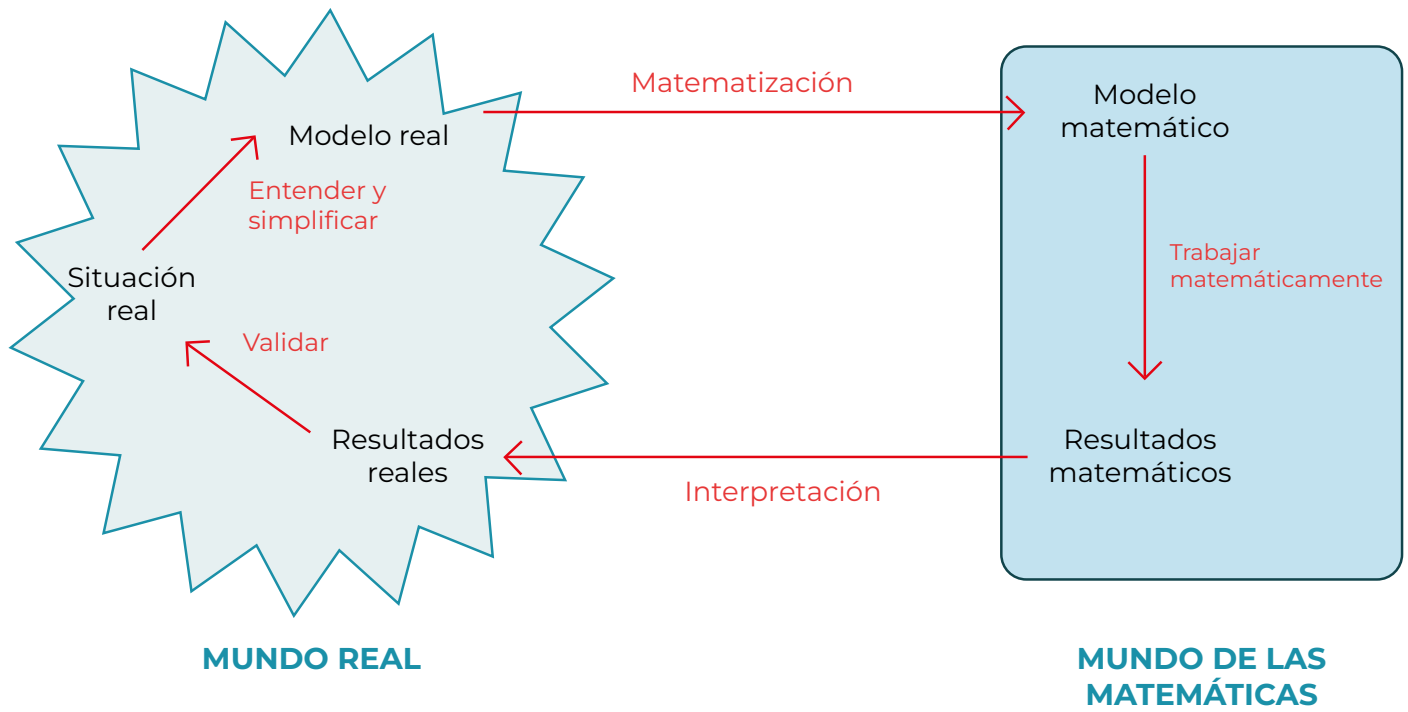 Matematización
Modelo
matemático
Modelo real
Entender y
simplificar
Situación
real
Trabajar
matemáticamente
Validar
Resultados
reales
Resultados
matemáticos
Interpretación
MUNDO REAL
MUNDO DE LAS
MATEMÁTICAS